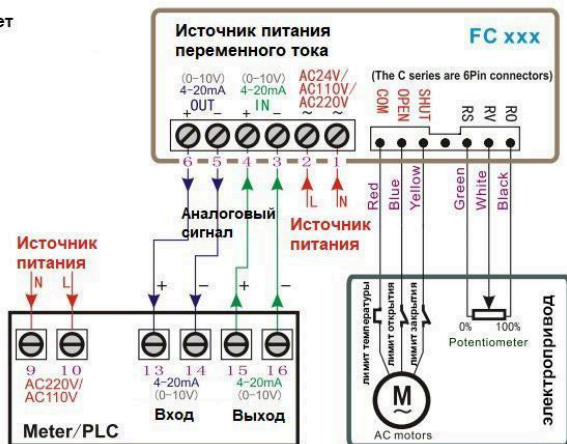 ет
Источник питания
переменного тока
FC xxx
(0-10V)
4-20mA
OUT
(0-10V)
4-20mA
IN
AC24V/
AC110V/
AC220V
(The C series are 6Pin connectors)
COM
OPEN
SHUT
RS
RV
RO
+
−
+
−
~
~
6
5
4
3
2
1
Red
Blue
Yellow
Green
White
Black
Аналоговый
сигнал
L
N
Источник
питания
Источник
питания
N
L
+
−
+
−
9
10
13
14
15
16
AC220V/
AC110V
4-20mA
(0-10V)
Вход
4-20mA
(0-10V)
Выход
Meter/PLC
лимит температуры
лимит открытия
лимит закрытия
0%
100%
Potentiometer
M
~
AC motors
электропривод